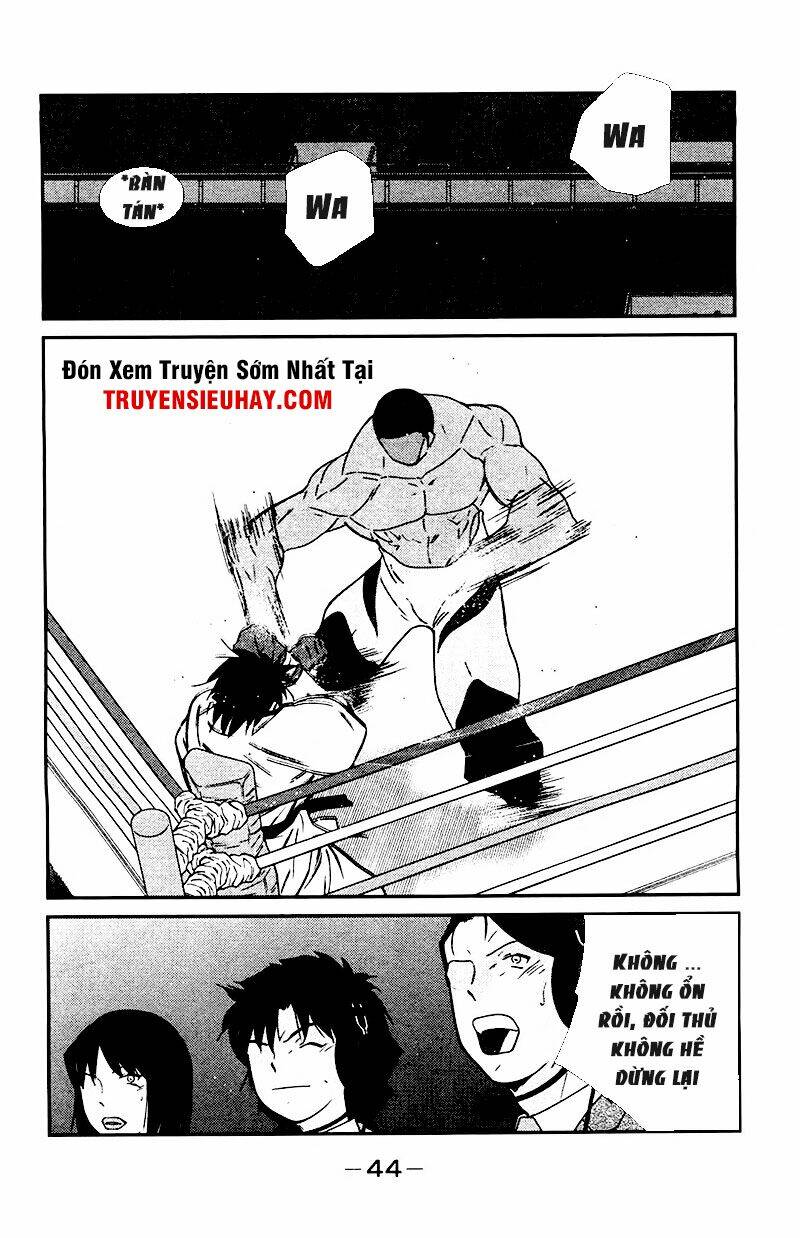 WA
WA
*BÀN
TÁN*
Đón Xem Truyện Sớm Nhất Tại
TRUYENSIEUHAY.COM
KHÔNG ...
KHÔNG ỔN
RỒI, ĐỐI THỦ
KHÔNG HỀ
DỪNG LẠI
—44—